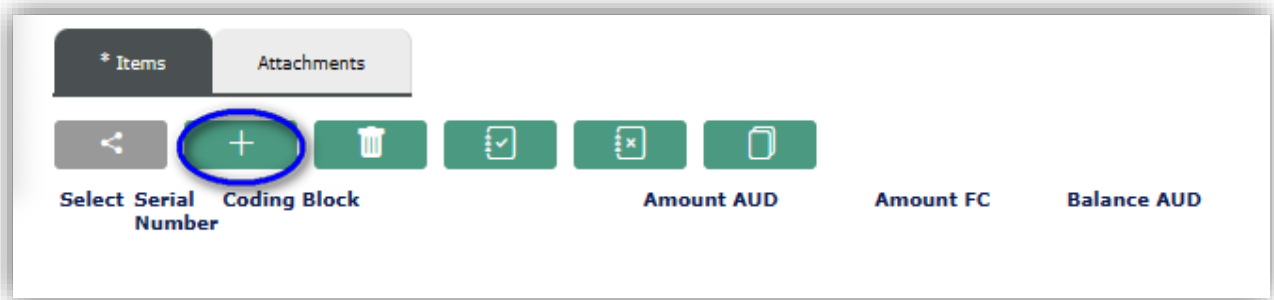 * Items Attachments
Select Serial Number Coding Block Amount AUD Amount FC Balance AUD